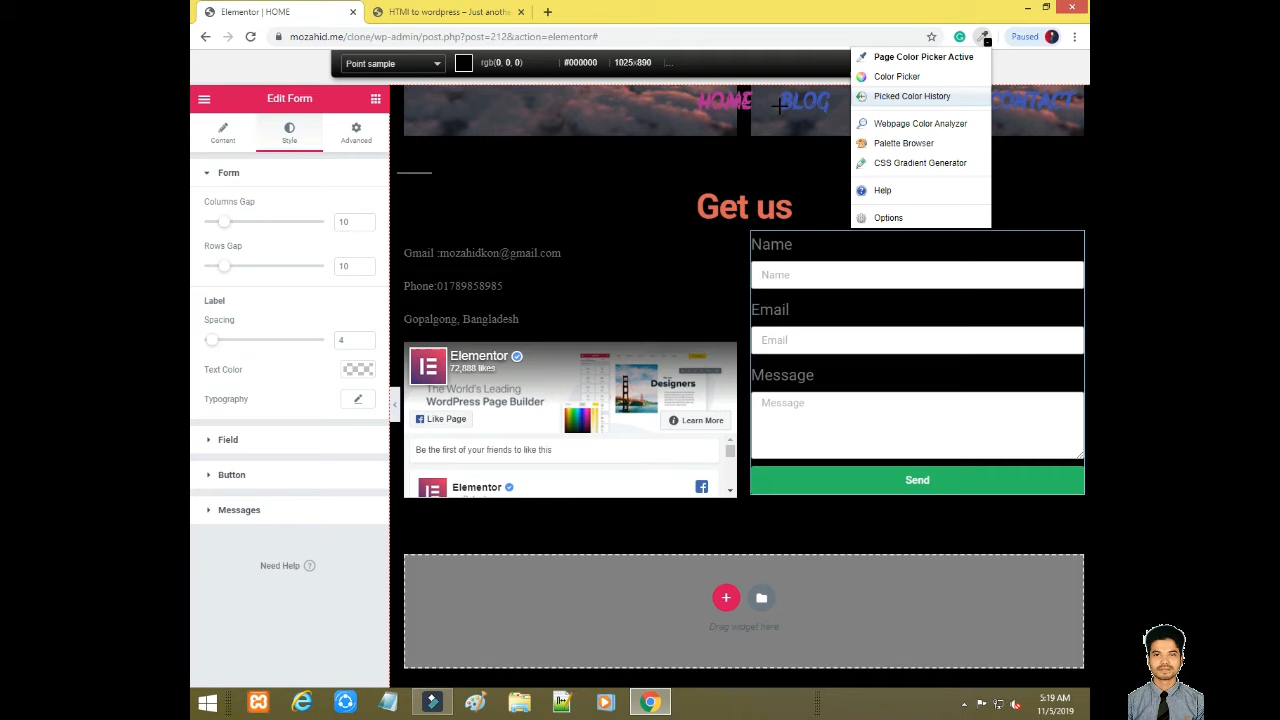 Elementor | HOME
HTMl to wordpress – Just anoth
mozahid.me/clone/wp-admin/post.php?post=212&action=elementor#
Paused
Point sample
rgb(0, 0, 0)
#000000
1025x890
...
Page Color Picker Active
Color Picker
Picked Color History
Webpage Color Analyzer
Palette Browser
CSS Gradient Generator
Help
Options
Edit Form
Content
Style
Advanced
Form
Columns Gap
10
Rows Gap
10
Label
Spacing
4
Text Color
Typography
Field
Button
Messages
Need Help ?
HOME
BLOG
CONTACT
Get us
Gmail :mozahidkon@gmail.com
Phone:01789858985
Gopalgong, Bangladesh
Elementor
72,888 likes
The World's Leading
WordPress Page Builder
Designers
Like Page
Learn More
Be the first of your friends to like this
Elementor
Name
Name
Email
Email
Message
Message
Send
Drag widget here
5:19 AM
11/5/2019